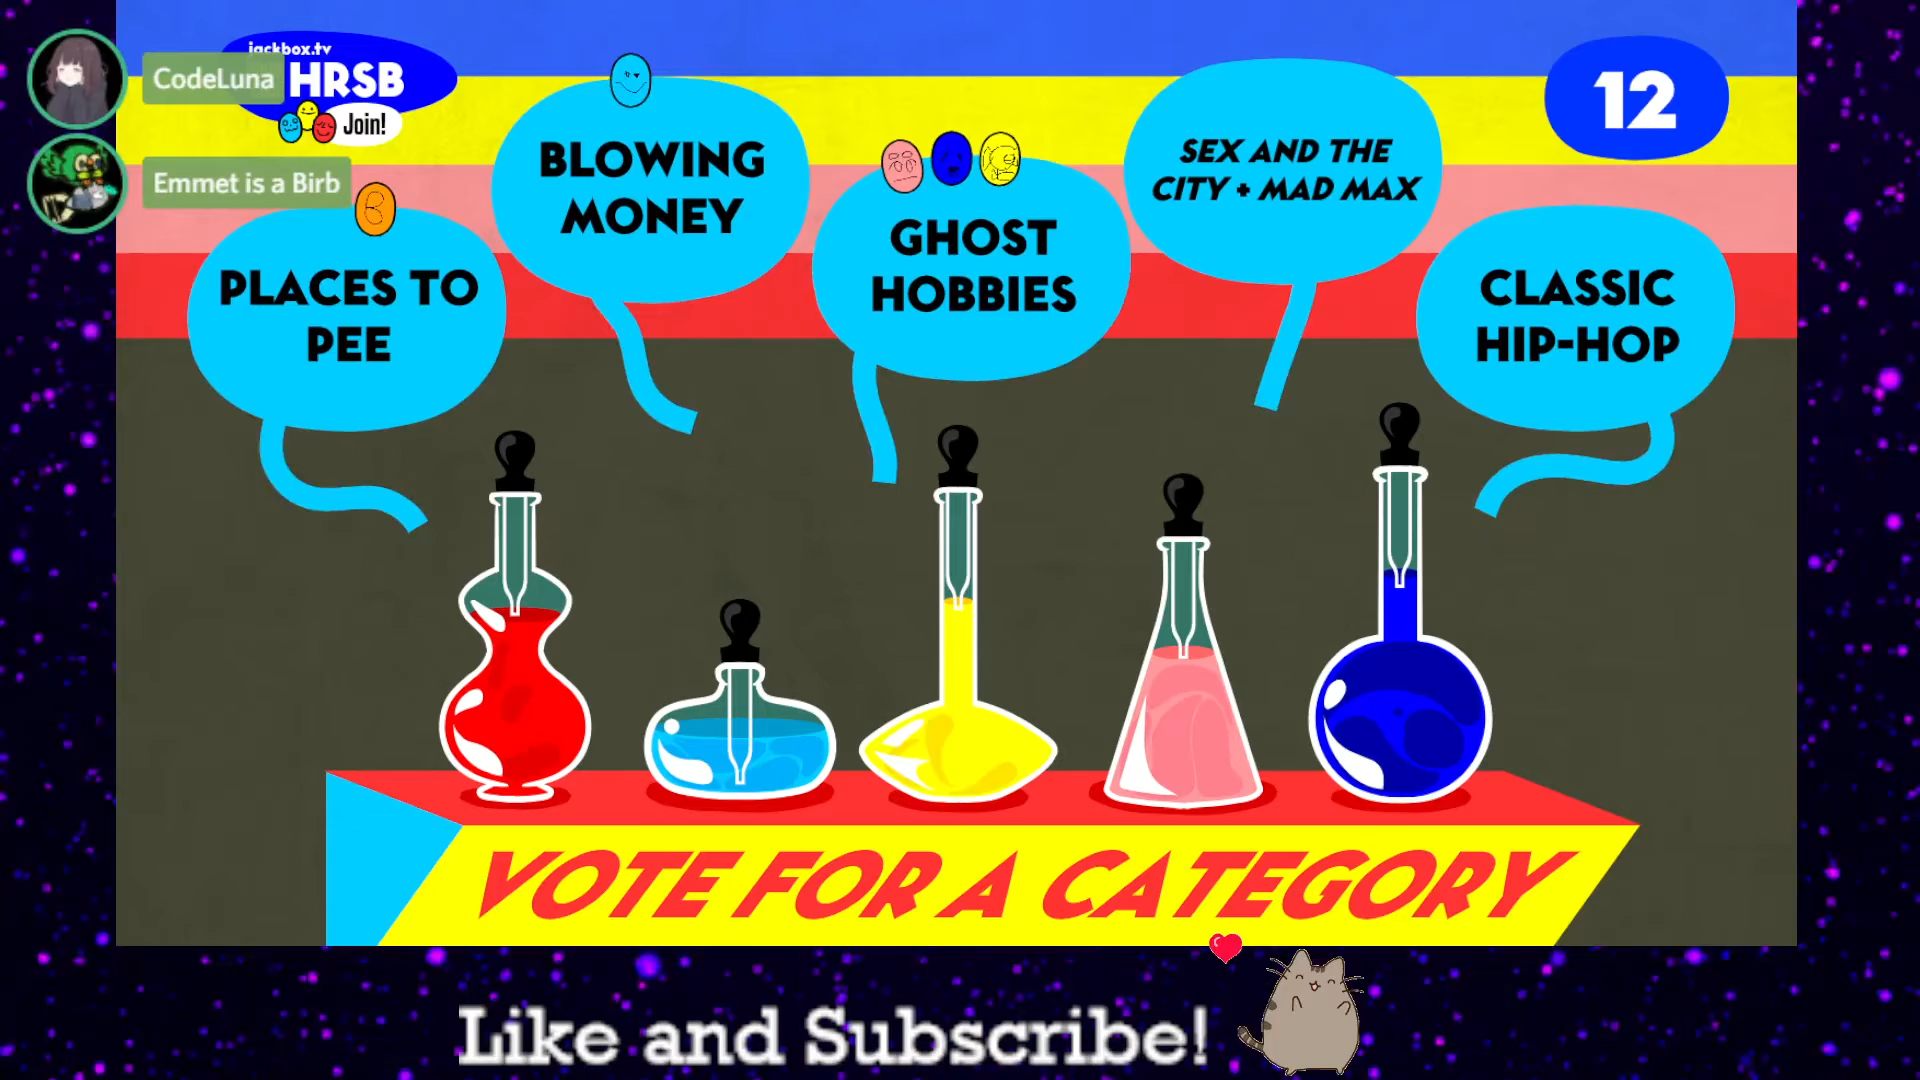 jackbox.tv
HRSB
Join!
CodeLuna
Emmet is a Birb
12
PLACES TO
PEE
BLOWING
MONEY
GHOST
HOBBIES
SEX AND THE
CITY + MAD MAX
CLASSIC
HIP-HOP
VOTE FOR A CATEGORY
Like and Subscribe!